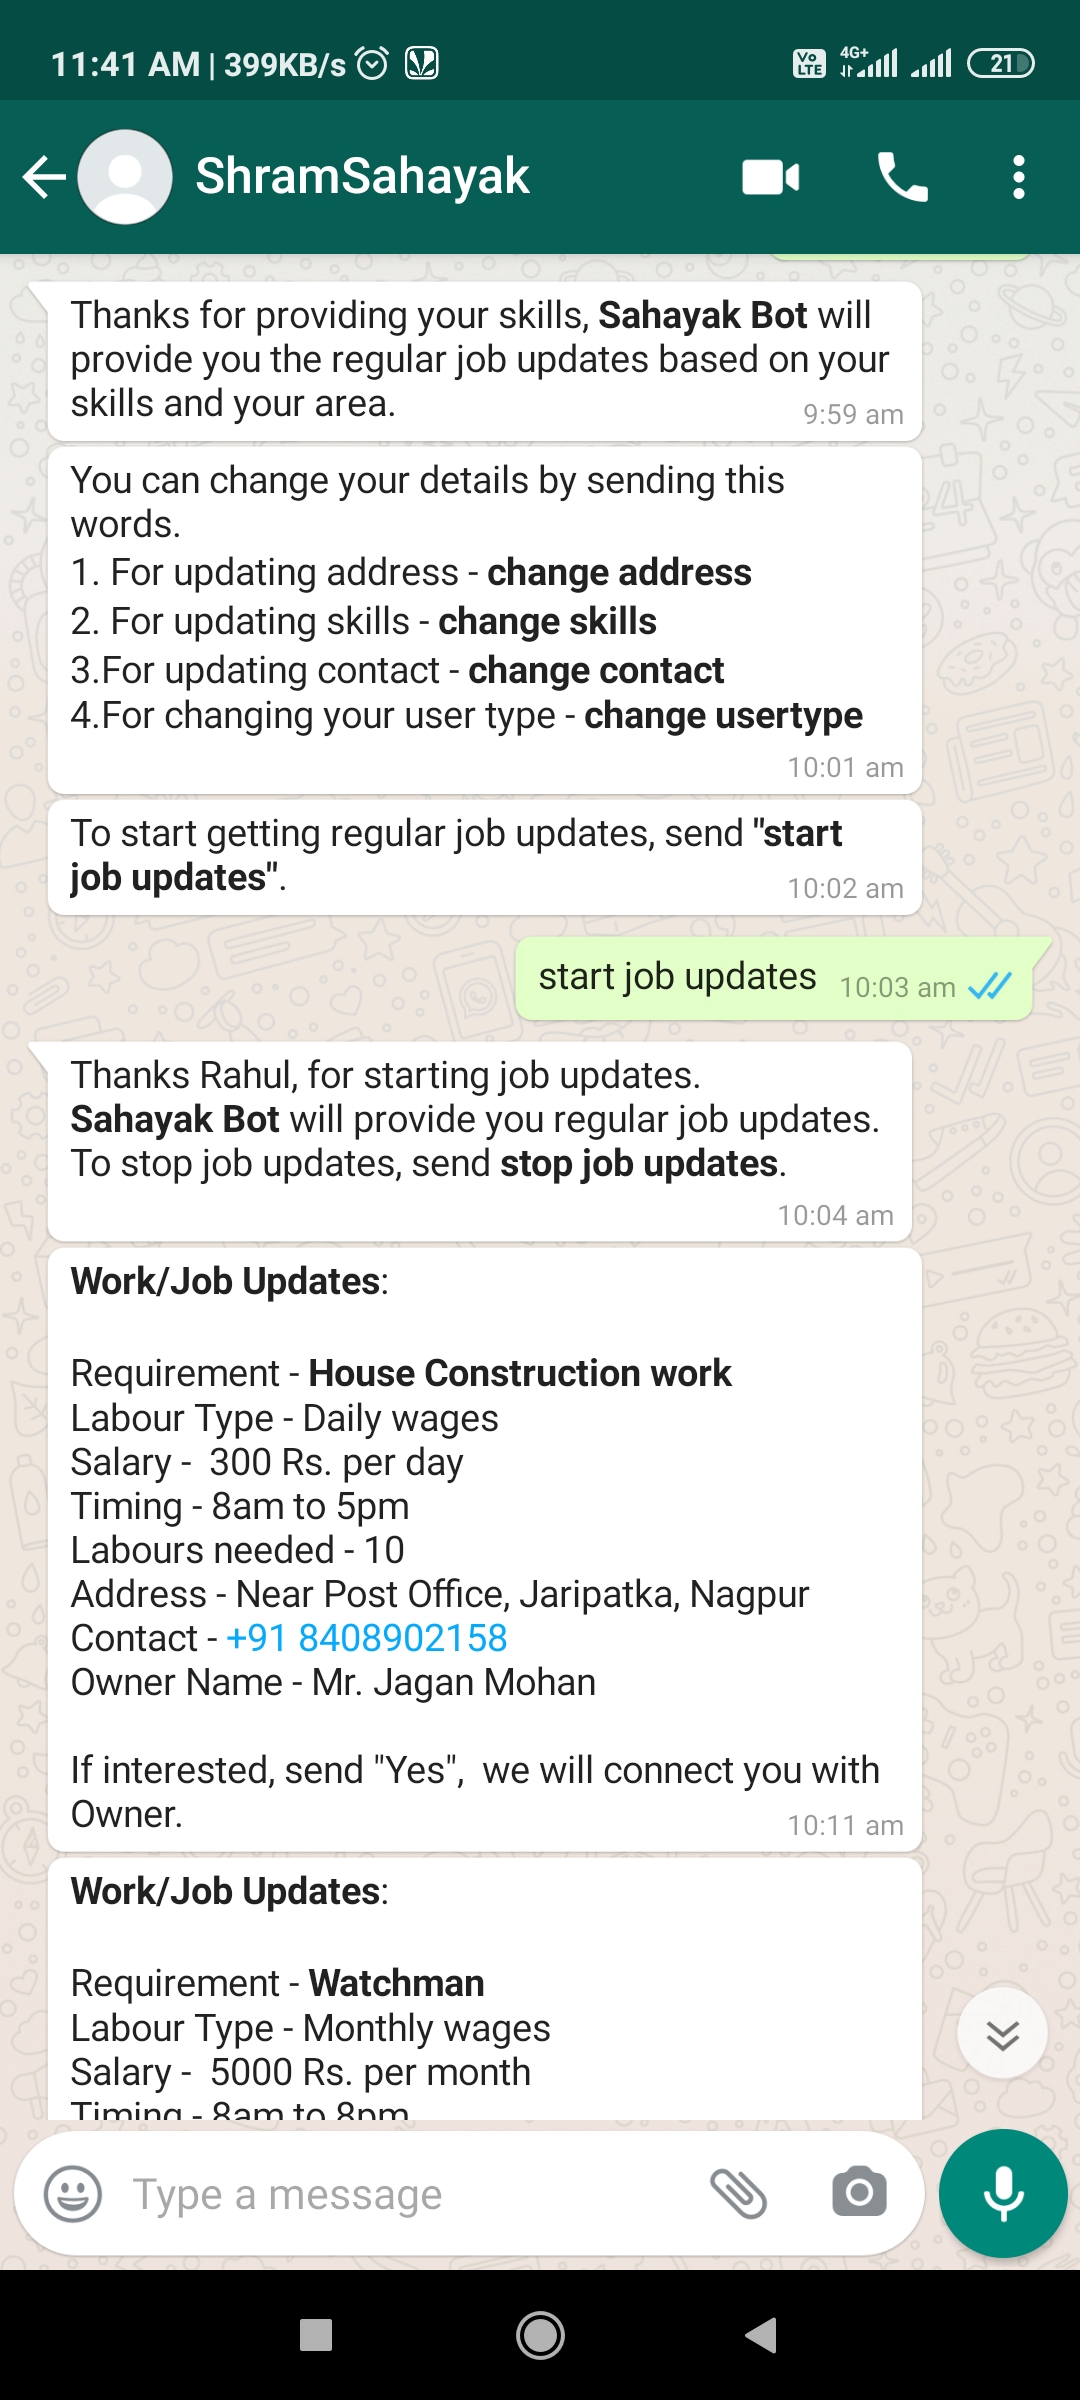 11:41 AM | 399KB/s
Vo LTE 4G+ 21
ShramSahayak
Thanks for providing your skills, Sahayak Bot will
provide you the regular job updates based on your
skills and your area.
9:59 am
You can change your details by sending this
words.
1. For updating address - change address
2. For updating skills - change skills
3.For updating contact - change contact
4.For changing your user type - change usertype
10:01 am
To start getting regular job updates, send "start
job updates".
10:02 am
start job updates 10:03 am
Thanks Rahul, for starting job updates.
Sahayak Bot will provide you regular job updates.
To stop job updates, send stop job updates.
10:04 am
Work/Job Updates:
Requirement - House Construction work
Labour Type - Daily wages
Salary -  300 Rs. per day
Timing - 8am to 5pm
Labours needed - 10
Address - Near Post Office, Jaripatka, Nagpur
Contact - +91 8408902158
Owner Name - Mr. Jagan Mohan
If interested, send "Yes",  we will connect you with
Owner.
10:11 am
Work/Job Updates:
Requirement - Watchman
Labour Type - Monthly wages
Salary -  5000 Rs. per month
Timing - 8am to 8pm
Type a message